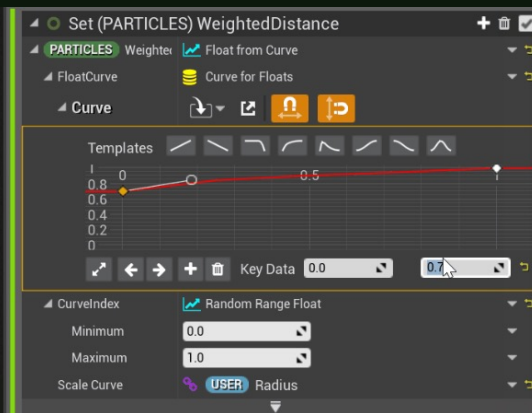 Set (PARTICLES) WeightedDistance
PARTICLES Weighte Float from Curve
FloatCurve Curve for Floats
Curve
Templates
1 0 0.5 1
0.8
0.6
0.4
0.2
0
Key Data 0.0 0.7
CurveIndex Random Range Float
Minimum 0.0
Maximum 1.0
Scale Curve USER Radius